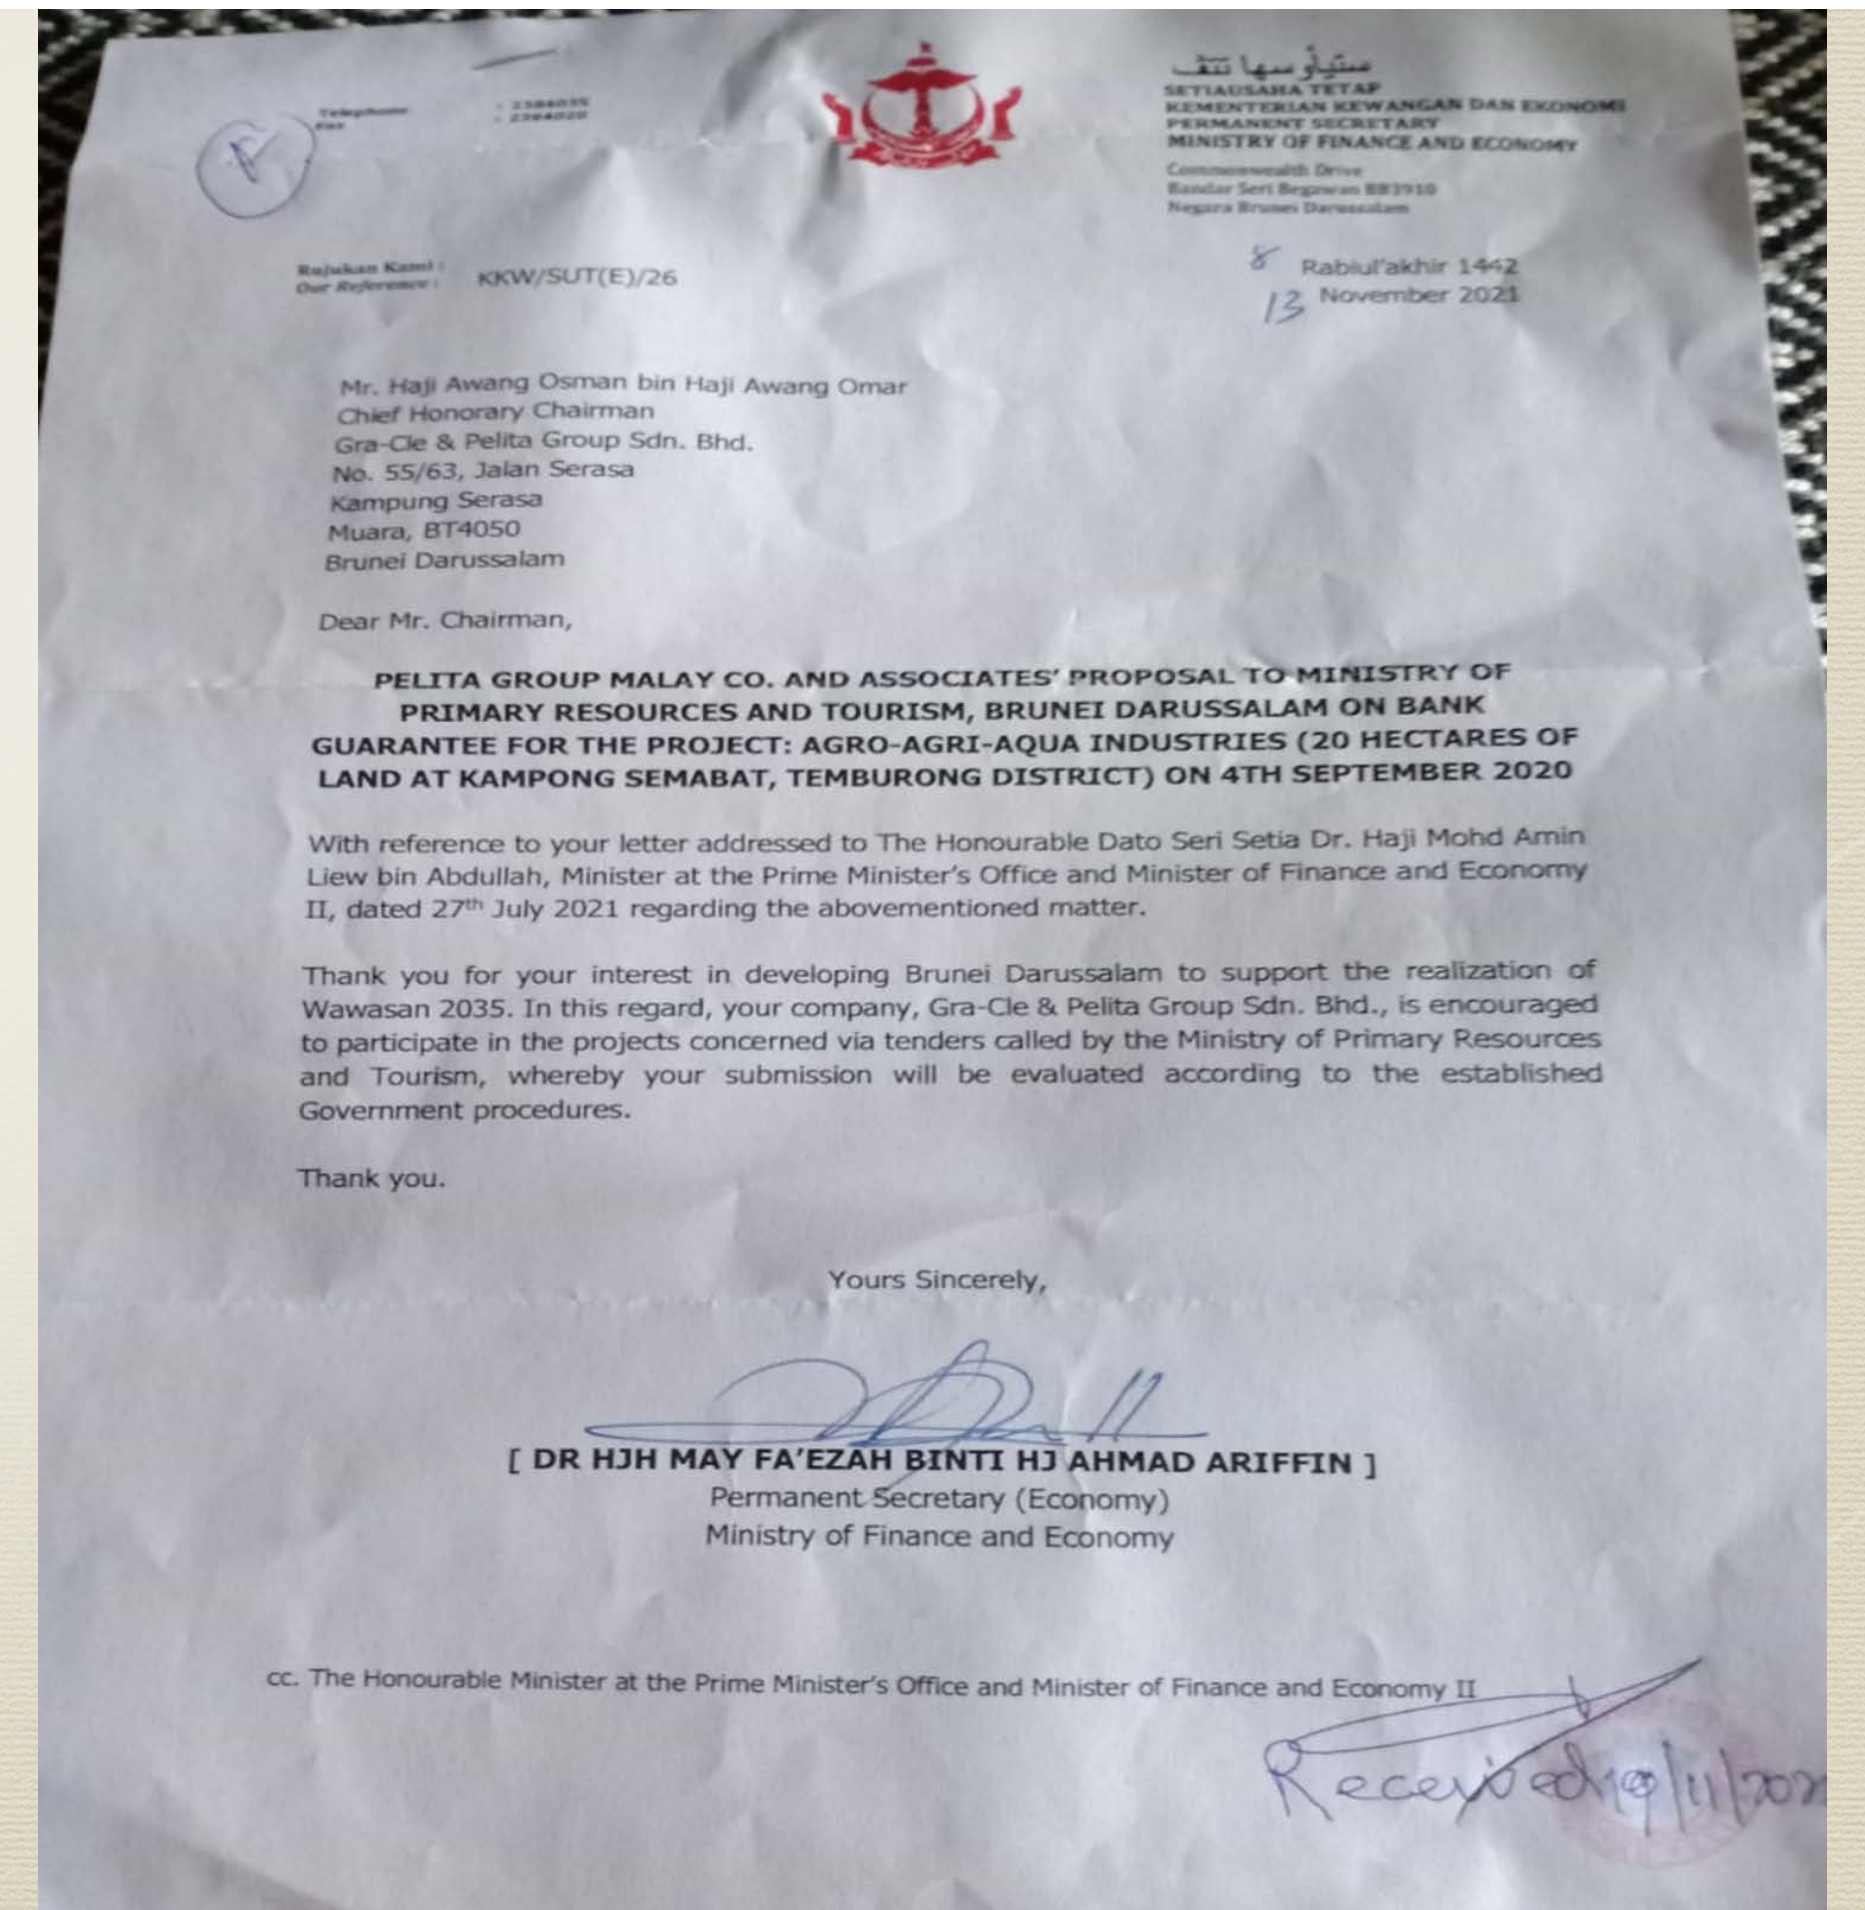 Telephone : 2384035
Fax : 2384020
ستياوسها تتف
SETIAUSAHA TETAP
KEMENTERIAN KEWANGAN DAN EKONOMI
PERMANENT SECRETARY
MINISTRY OF FINANCE AND ECONOMY
Commonwealth Drive
Bandar Seri Begawan BB3910
Negara Brunei Darussalam
Rujukan Kami :
Our Reference : KKW/SUT(E)/26
8 Rabiul'akhir 1442
13 November 2021
Mr. Haji Awang Osman bin Haji Awang Omar
Chief Honorary Chairman
Gra-Cle & Pelita Group Sdn. Bhd.
No. 55/63, Jalan Serasa
Kampung Serasa
Muara, BT4050
Brunei Darussalam
Dear Mr. Chairman,
PELITA GROUP MALAY CO. AND ASSOCIATES' PROPOSAL TO MINISTRY OF
PRIMARY RESOURCES AND TOURISM, BRUNEI DARUSSALAM ON BANK
GUARANTEE FOR THE PROJECT: AGRO-AGRI-AQUA INDUSTRIES (20 HECTARES OF
LAND AT KAMPONG SEMABAT, TEMBURONG DISTRICT) ON 4TH SEPTEMBER 2020
With reference to your letter addressed to The Honourable Dato Seri Setia Dr. Haji Mohd Amin
Liew bin Abdullah, Minister at the Prime Minister's Office and Minister of Finance and Economy
II, dated 27th July 2021 regarding the abovementioned matter.
Thank you for your interest in developing Brunei Darussalam to support the realization of
Wawasan 2035. In this regard, your company, Gra-Cle & Pelita Group Sdn. Bhd., is encouraged
to participate in the projects concerned via tenders called by the Ministry of Primary Resources
and Tourism, whereby your submission will be evaluated according to the established
Government procedures.
Thank you.
Yours Sincerely,
[ DR HJH MAY FA'EZAH BINTI HJ AHMAD ARIFFIN ]
Permanent Secretary (Economy)
Ministry of Finance and Economy
cc. The Honourable Minister at the Prime Minister's Office and Minister of Finance and Economy II
Received 19/11/202